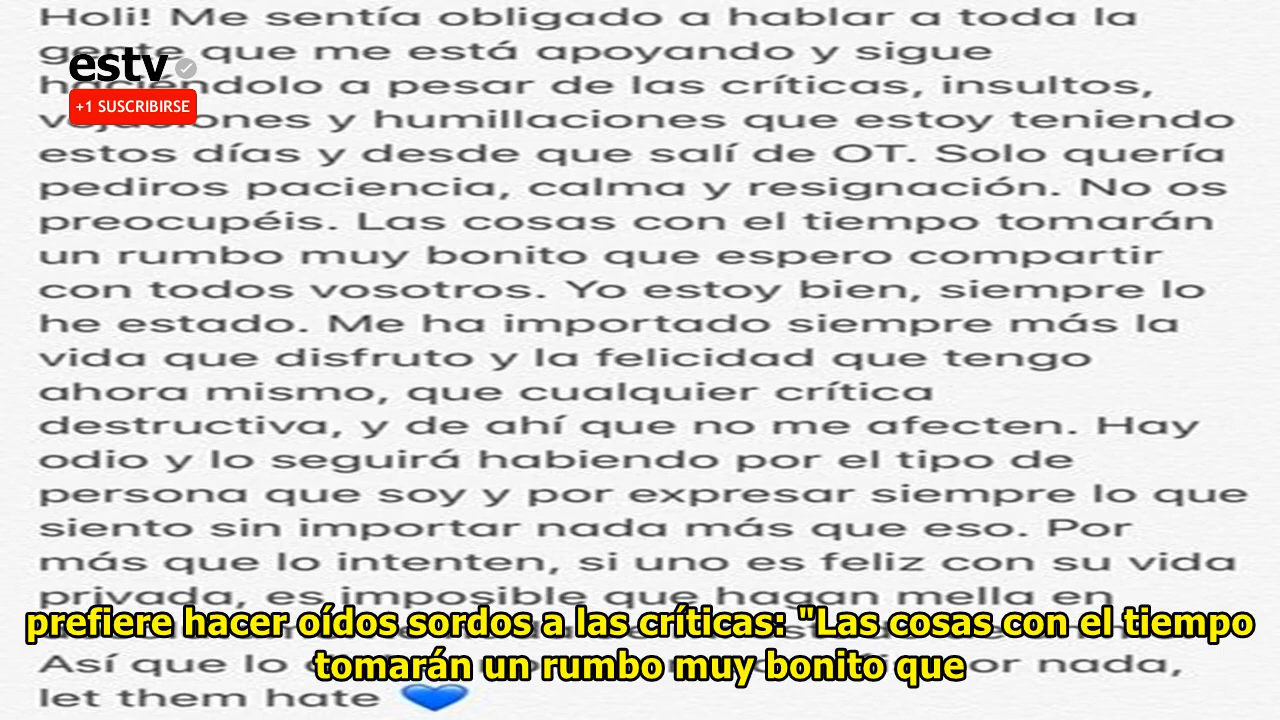 Holi! Me sentía obligado a hablar a toda la
gente que me está apoyando y sigue
estv
haciéndolo a pesar de las críticas, insultos,
+1 SUSCRIBIRSE
vejaciones y humillaciones que estoy teniendo
estos días y desde que salí de OT. Solo quería
pediros paciencia, calma y resignación. No os
preocupéis. Las cosas con el tiempo tomarán
un rumbo muy bonito que espero compartir
con todos vosotros. Yo estoy bien, siempre lo
he estado. Me ha importado siempre más la
vida que disfruto y la felicidad que tengo
ahora mismo, que cualquier crítica
destructiva, y de ahí que no me afecten. Hay
odio y lo seguirá habiendo por el tipo de
persona que soy y por expresar siempre lo que
siento sin importar nada más que eso. Por
más que lo intenten, si uno es feliz con su vida
privada, es imposible que hagan mella en
prefiere hacer oídos sordos a las críticas: "Las cosas con el tiempo
tomarán un rumbo muy bonito que
Así que lo nada,
let them hate 💙